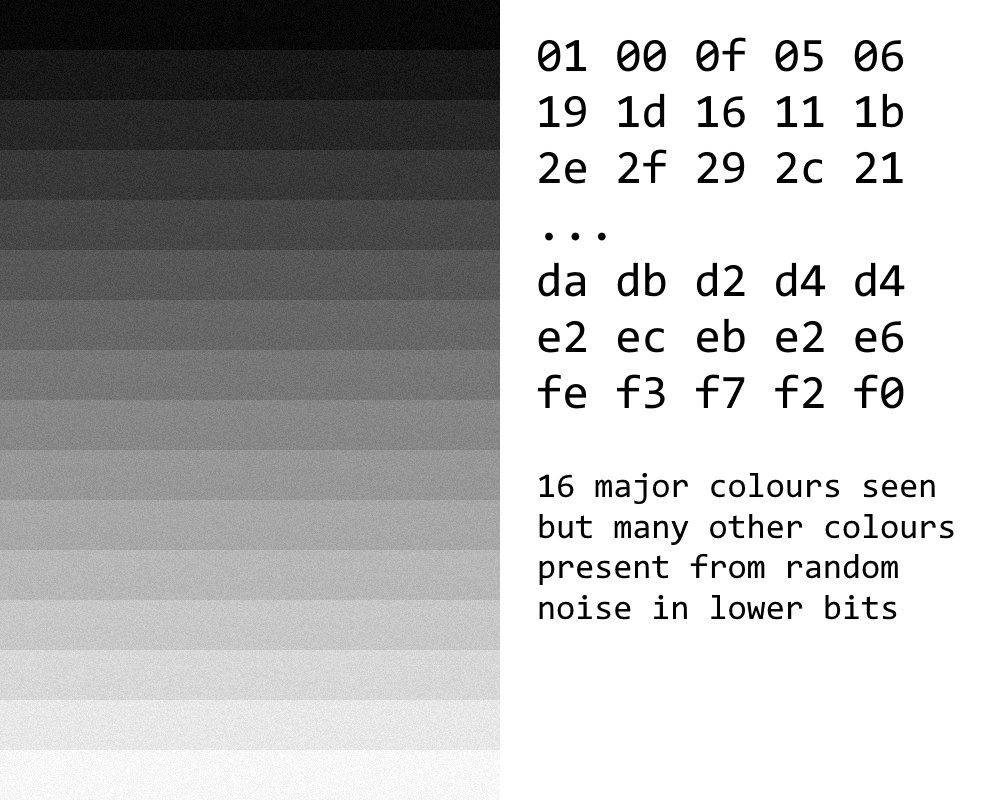 01 00 0f 05 06
19 1d 16 11 1b
2e 2f 29 2c 21
...
da db d2 d4 d4
e2 ec eb e2 e6
fe f3 f7 f2 f0
16 major colours seen
but many other colours
present from random
noise in lower bits